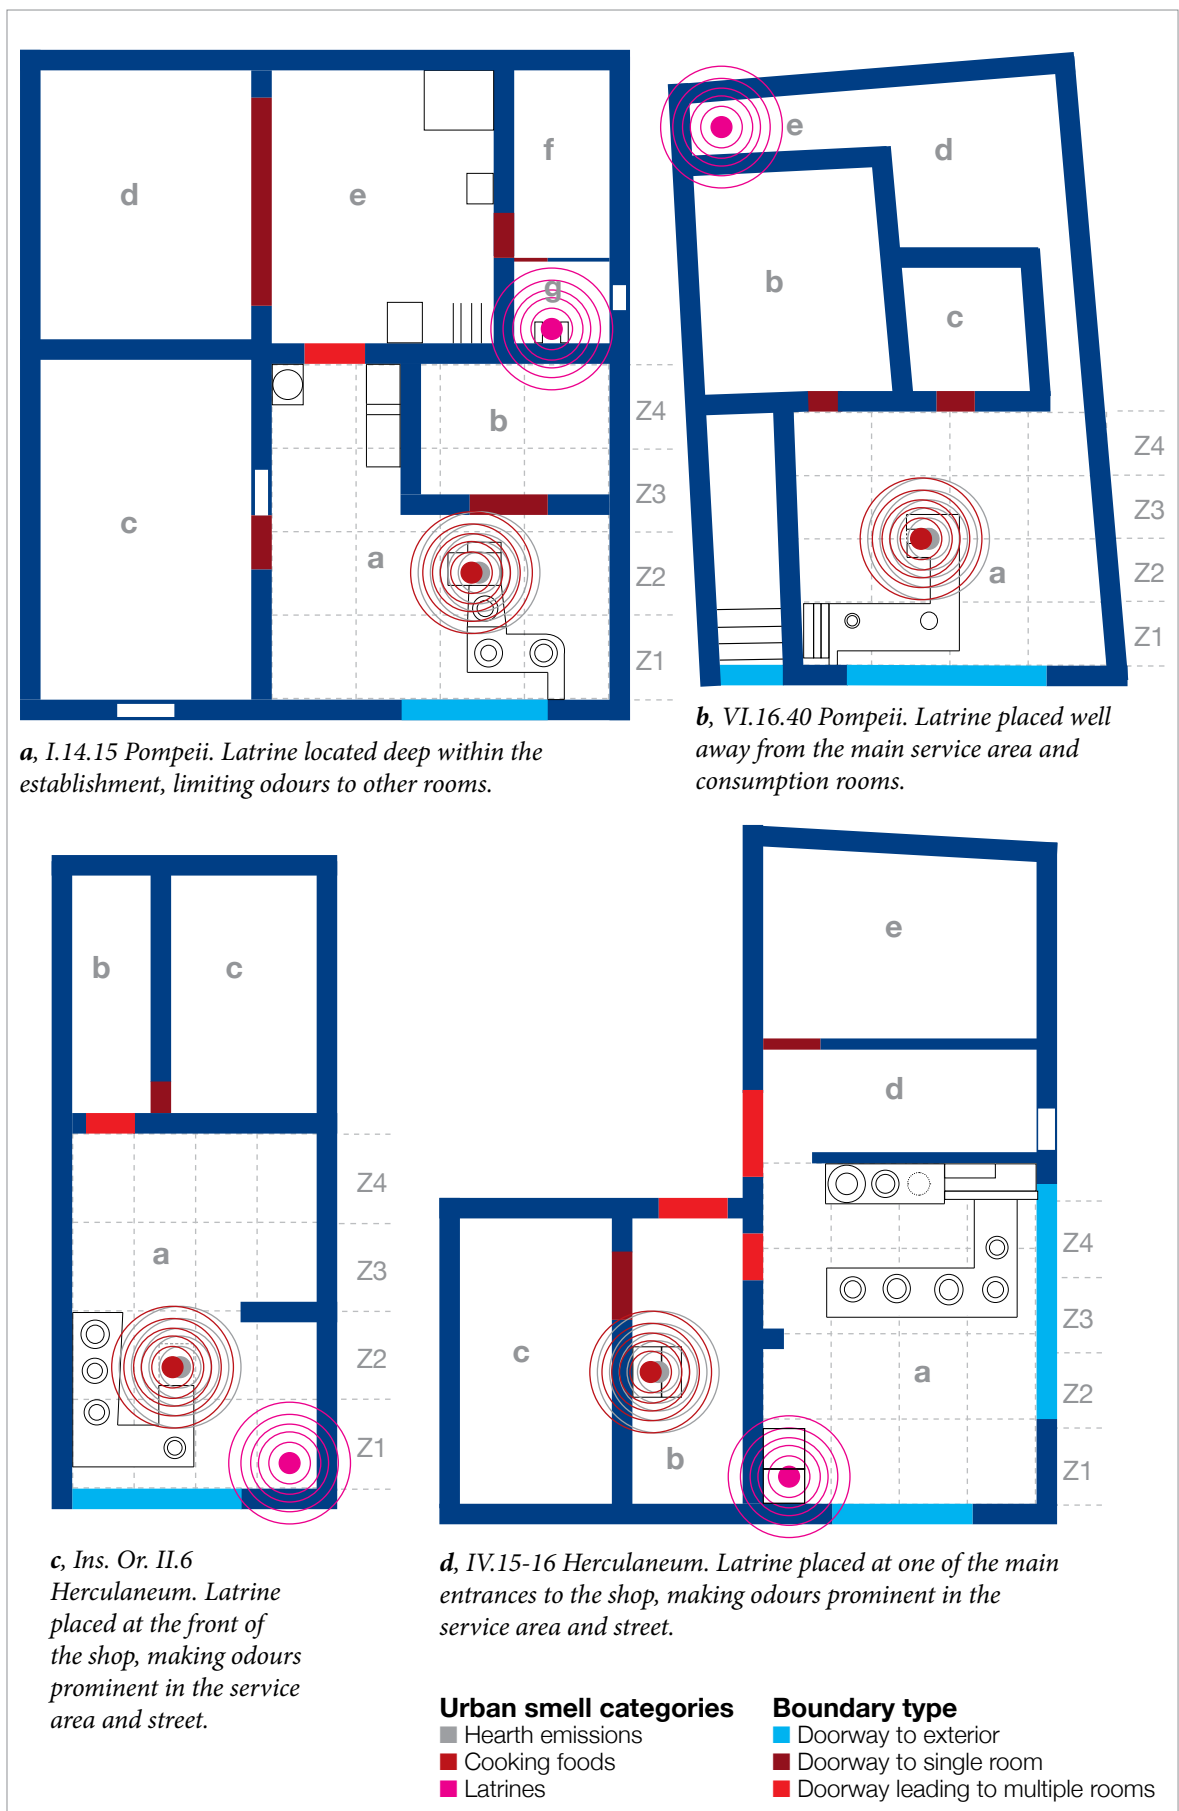 d
e
f
g
c
a
b
Z4
Z3
Z2
Z1
a, I.14.15 Pompeii. Latrine located deep within the
establishment, limiting odours to other rooms.
e
d
b
c
a
Z4
Z3
Z2
Z1
b, VI.16.40 Pompeii. Latrine placed well
away from the main service area and
consumption rooms.
b
c
a
Z4
Z3
Z2
Z1
c, Ins. Or. II.6
Herculaneum. Latrine
placed at the front of
the shop, making odours
prominent in the service
area and street.
e
d
c
b
a
Z4
Z3
Z2
Z1
d, IV.15-16 Herculaneum. Latrine placed at one of the main
entrances to the shop, making odours prominent in the
service area and street.
Urban smell categories
Hearth emissions
Cooking foods
Latrines
Boundary type
Doorway to exterior
Doorway to single room
Doorway leading to multiple rooms